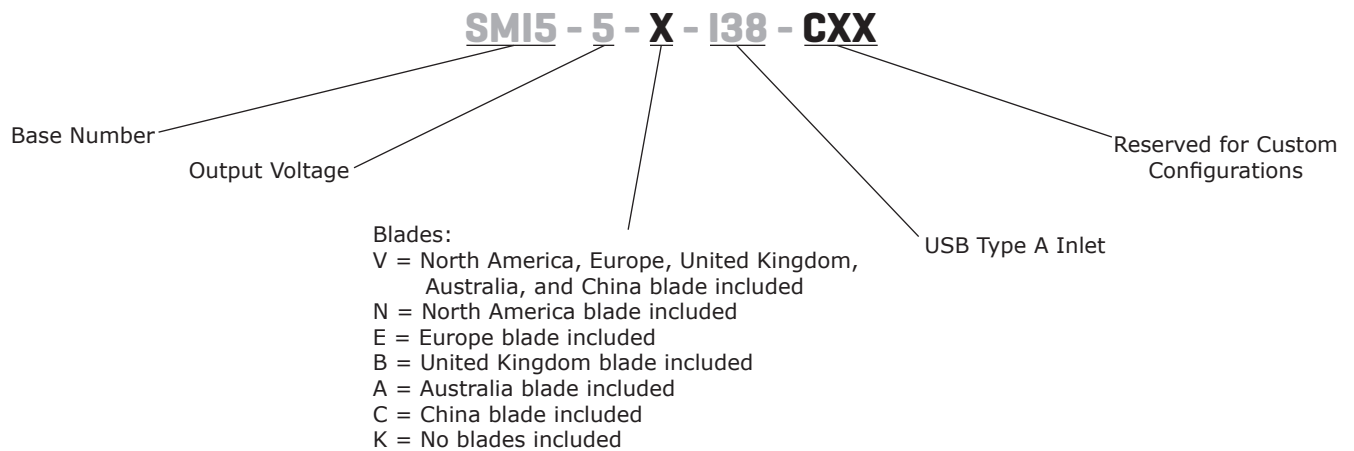 SMI5 - 5 - X - I38 - CXX
Base Number
Output Voltage
Reserved for Custom
Configurations
USB Type A Inlet
Blades:
V = North America, Europe, United Kingdom,
Australia, and China blade included
N = North America blade included
E = Europe blade included
B = United Kingdom blade included
A = Australia blade included
C = China blade included
K = No blades included